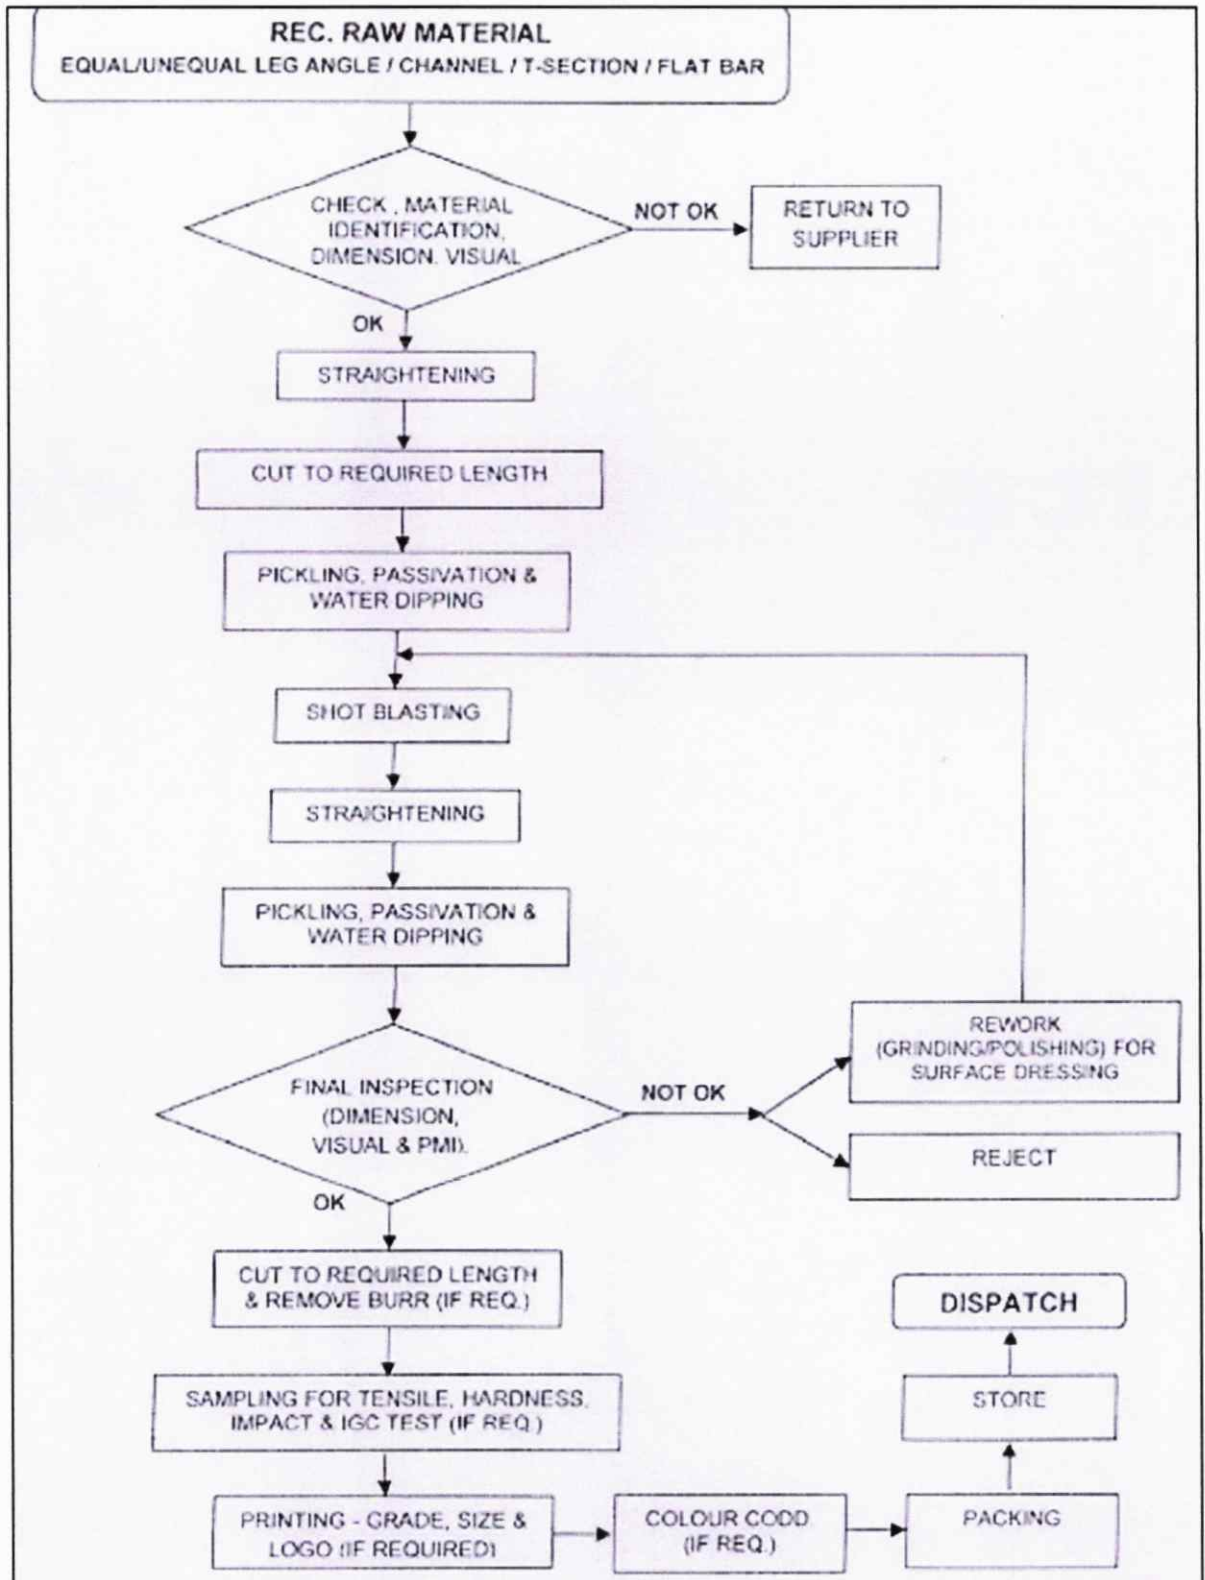 REC. RAW MATERIAL
EQUAL/UNEQUAL LEG ANGLE / CHANNEL / T-SECTION / FLAT BAR
CHECK , MATERIAL
IDENTIFICATION,
DIMENSION. VISUAL
NOT OK
RETURN TO
SUPPLIER
OK
STRAIGHTENING
CUT TO REQUIRED LENGTH
PICKLING, PASSIVATION &
WATER DIPPING
SHOT BLASTING
STRAIGHTENING
PICKLING, PASSIVATION &
WATER DIPPING
FINAL INSPECTION
(DIMENSION,
VISUAL & PMI).
NOT OK
REWORK
(GRINDING/POLISHING) FOR
SURFACE DRESSING
REJECT
OK
CUT TO REQUIRED LENGTH
& REMOVE BURR (IF REQ.)
SAMPLING FOR TENSILE, HARDNESS,
IMPACT & IGC TEST (IF REQ.)
PRINTING - GRADE, SIZE &
LOGO (IF REQUIRED)
COLOUR CODD
(IF REQ.)
PACKING
STORE
DISPATCH